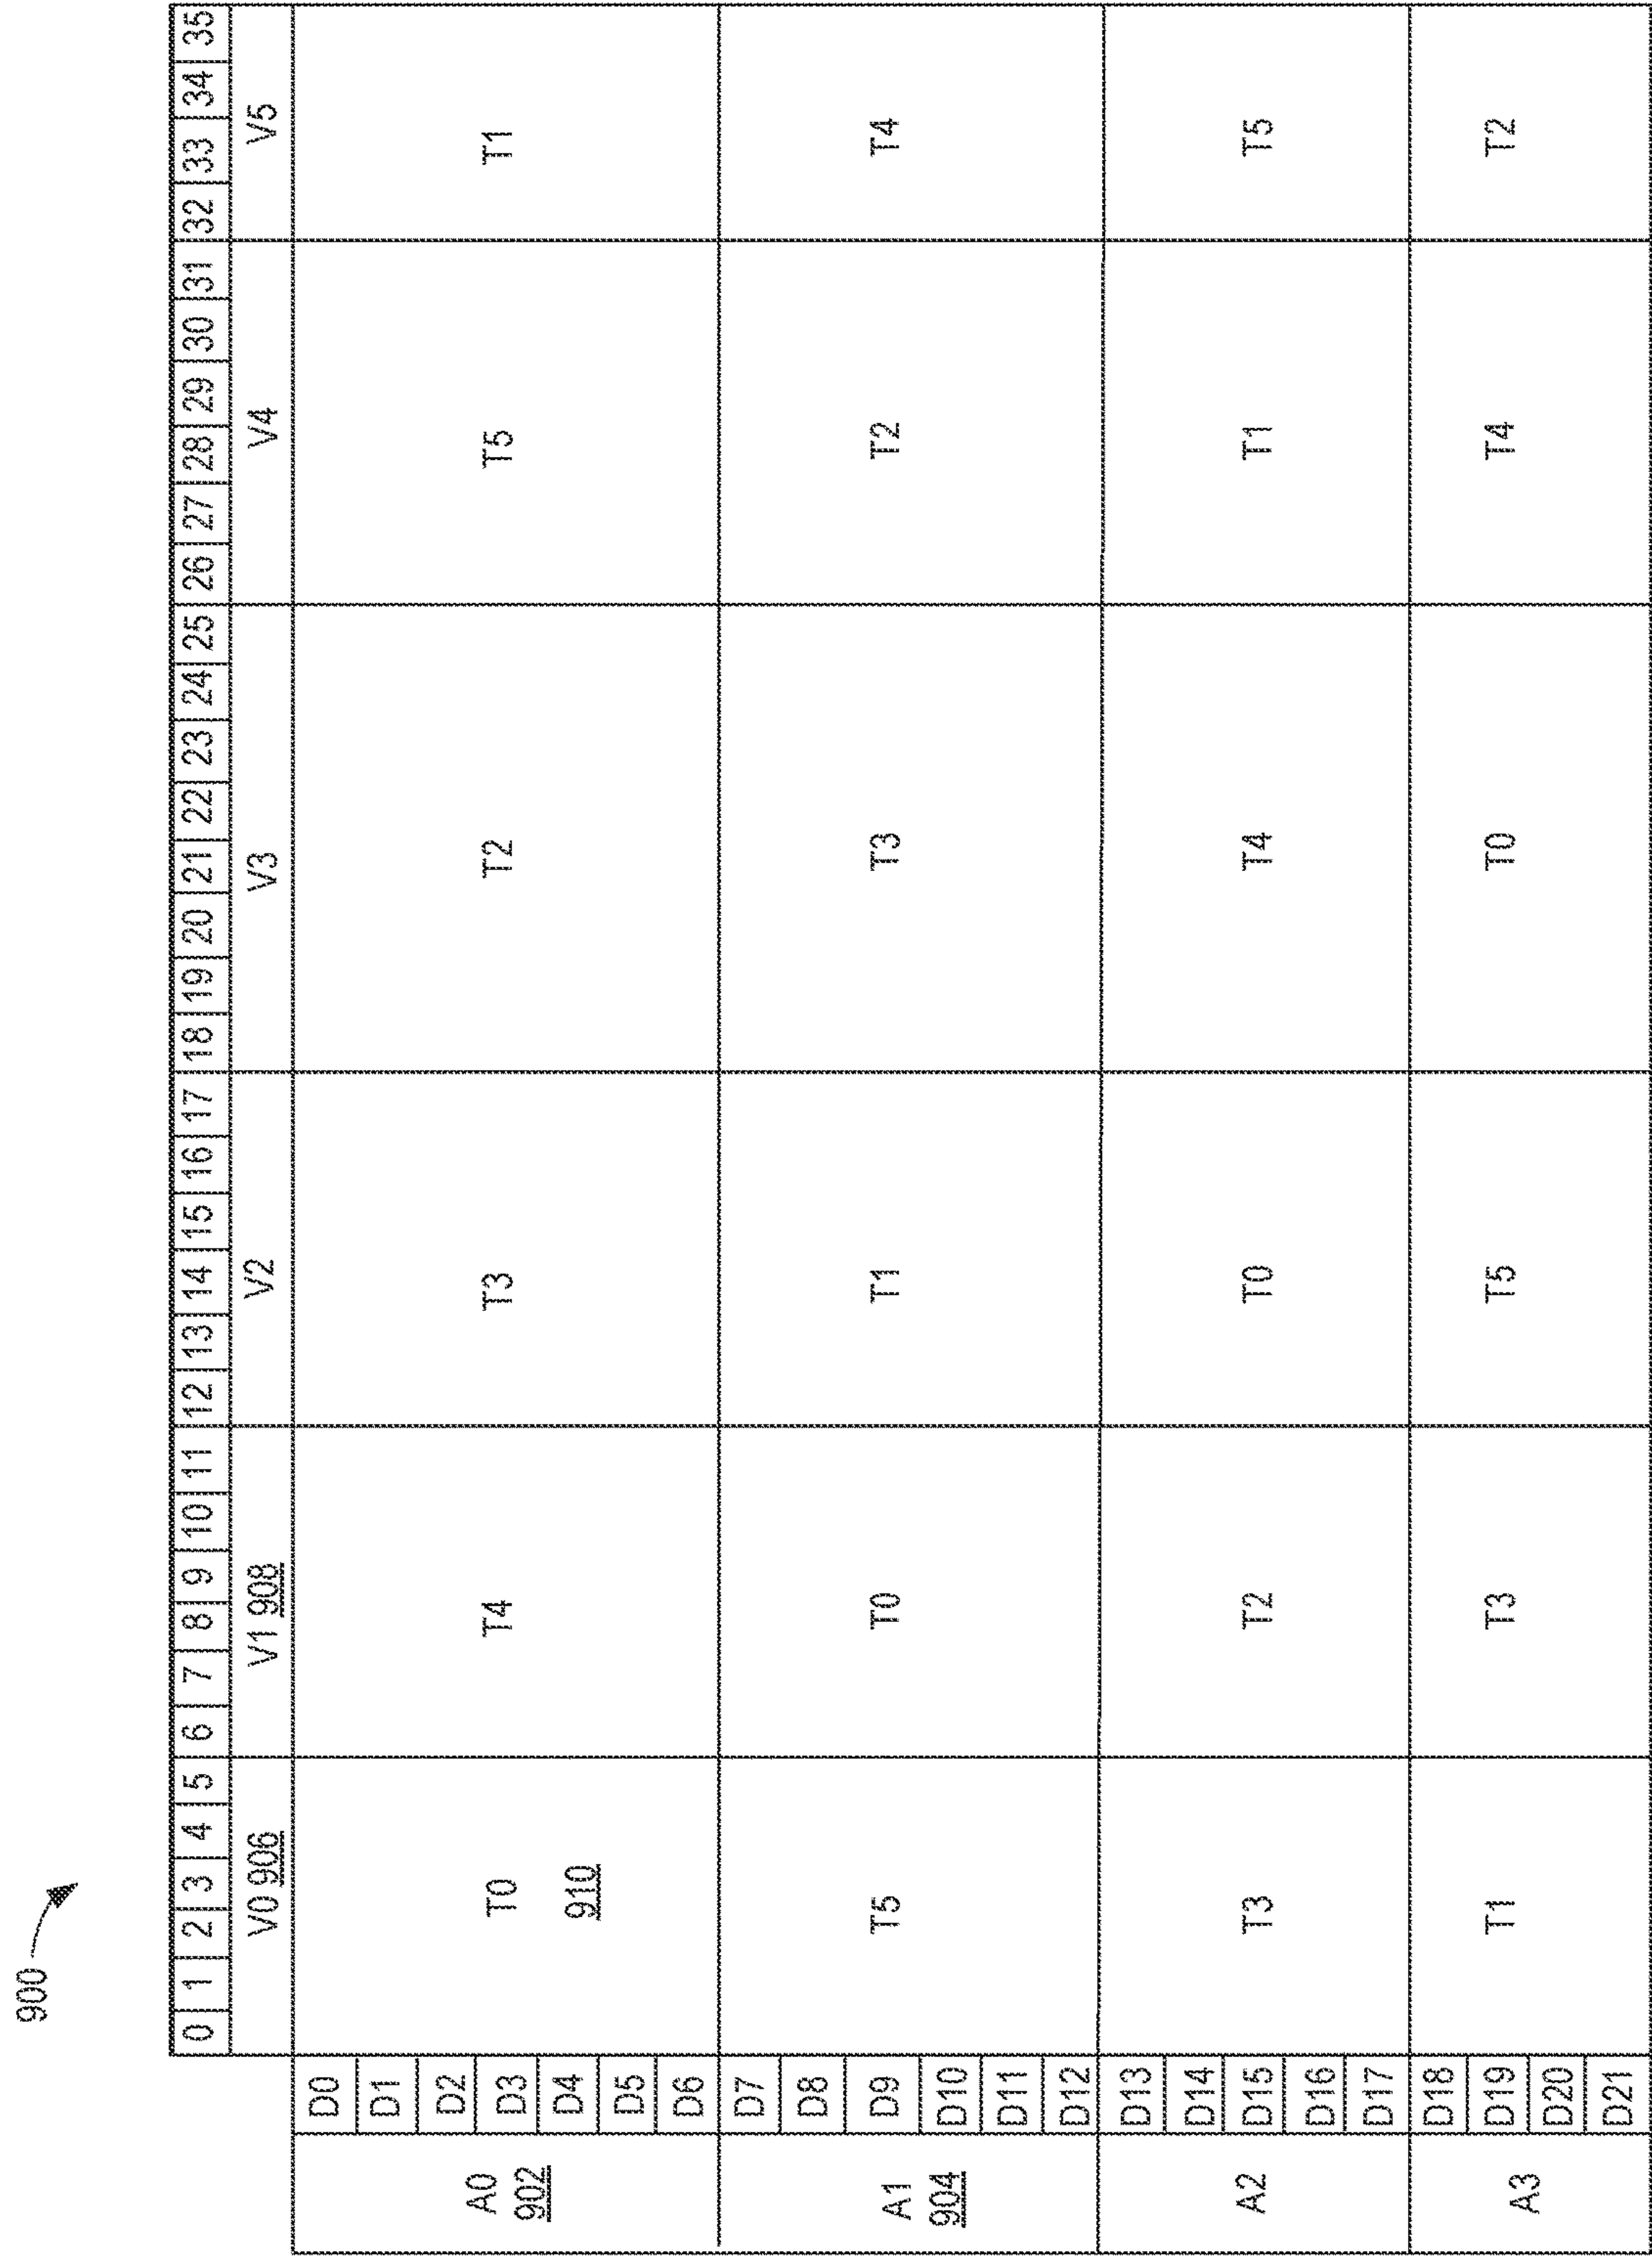 900
0 1 2 3 4 5 6 7 8 9 10 11 12 13 14 15 16 17 18 19 20 21 22 23 24 25 26 27 28 29 30 31 32 33 34 35
V0 906 V1 908 V2 V3 V4 V5
A0
902
D0
D1
D2
D3
D4
D5
D6
T0 T4 T3 T2 T5 T1
910
A1
904
D7
D8
D9
D10
D11
D12
T5 T0 T1 T3 T2 T4
A2
D13
D14
D15
D16
D17
T3 T2 T0 T4 T1 T5
A3
D18
D19
D20
D21
T1 T3 T5 T0 T4 T2